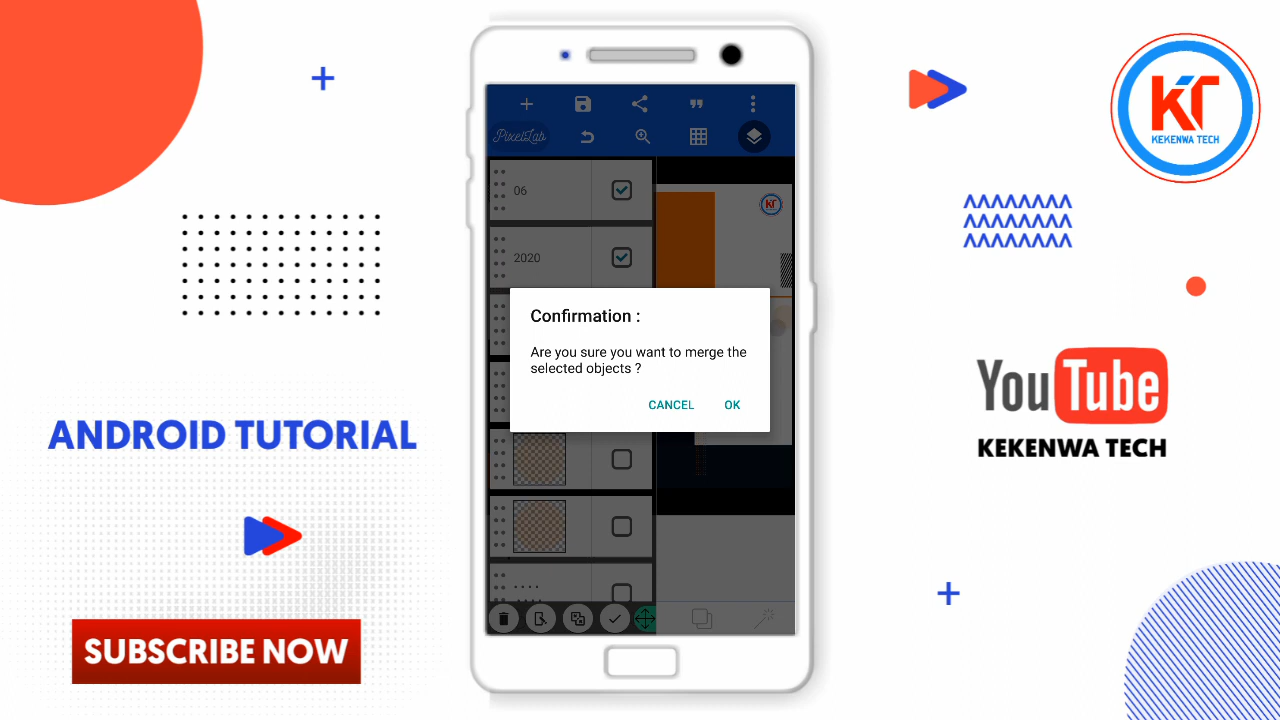 KT
KEKENWA TECH
PixelLab
06
KT
2020
Confirmation :
Are you sure you want to merge the
selected objects ?
CANCEL
OK
YouTube
KEKENWA TECH
ANDROID TUTORIAL
SUBSCRIBE NOW